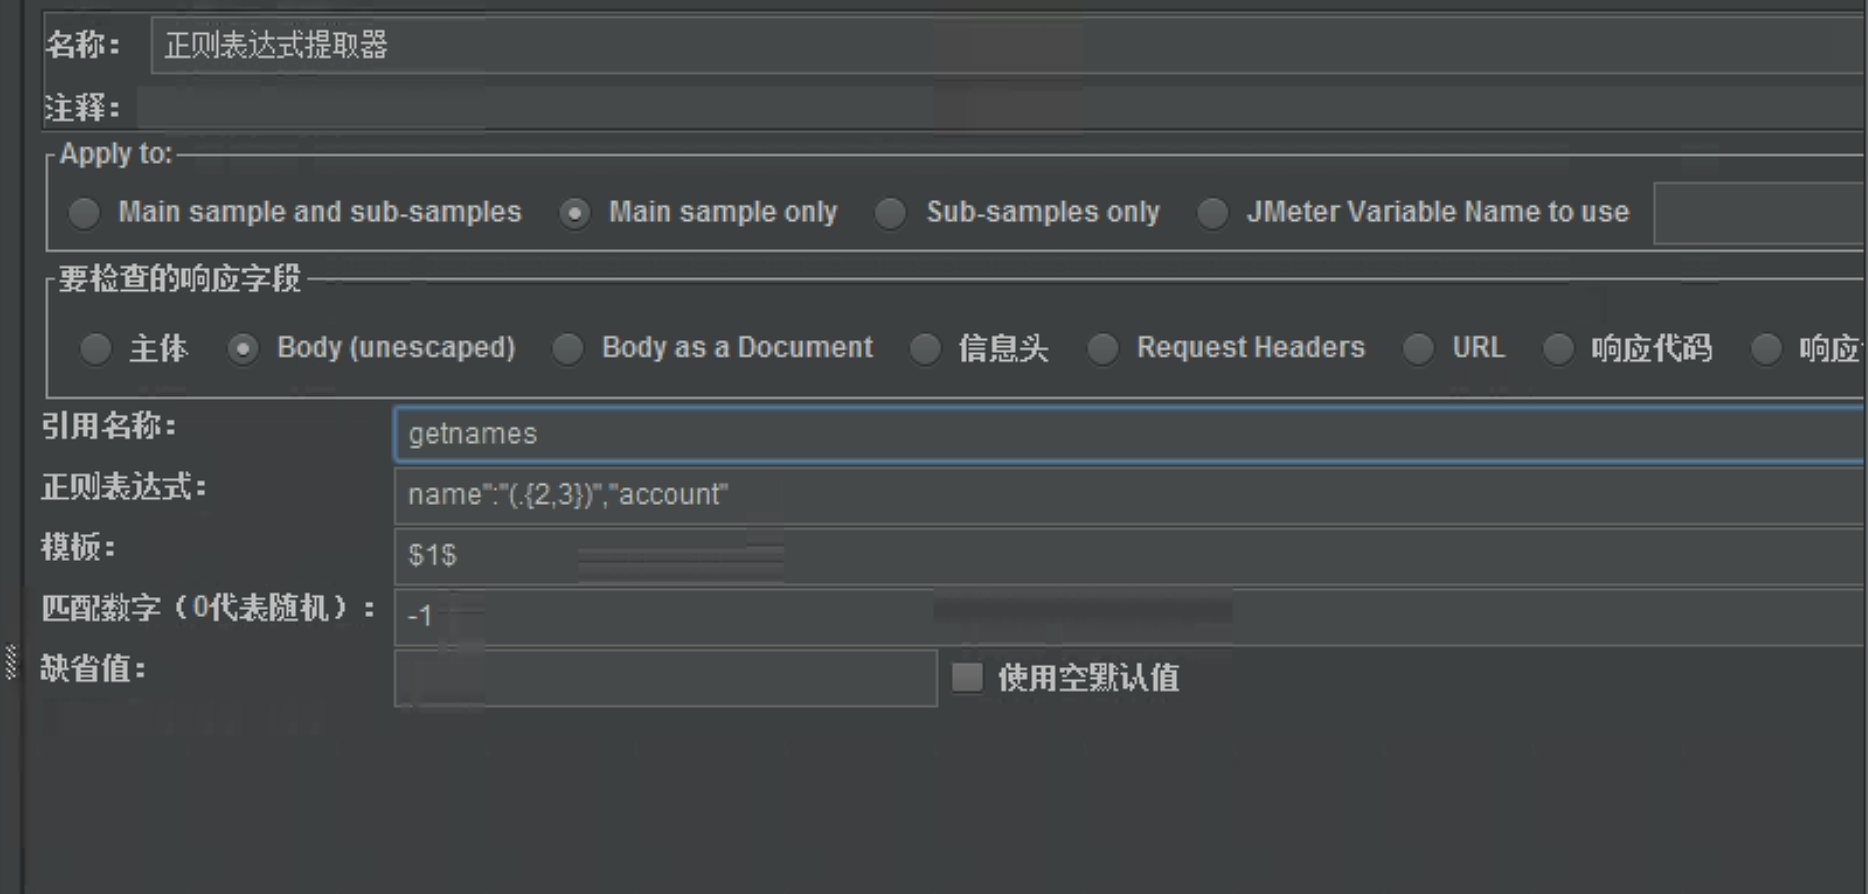 名称： 正则表达式提取器
注释：
Apply to:
Main sample and sub-samples Main sample only Sub-samples only JMeter Variable Name to use
要检查的响应字段
主体 Body (unescaped) Body as a Document 信息头 Request Headers URL 响应代码 响应
引用名称： getnames
正则表达式： name":"(.{2,3})","account"
模板： $1$
匹配数字（0代表随机）： -1
缺省值： 使用空默认值